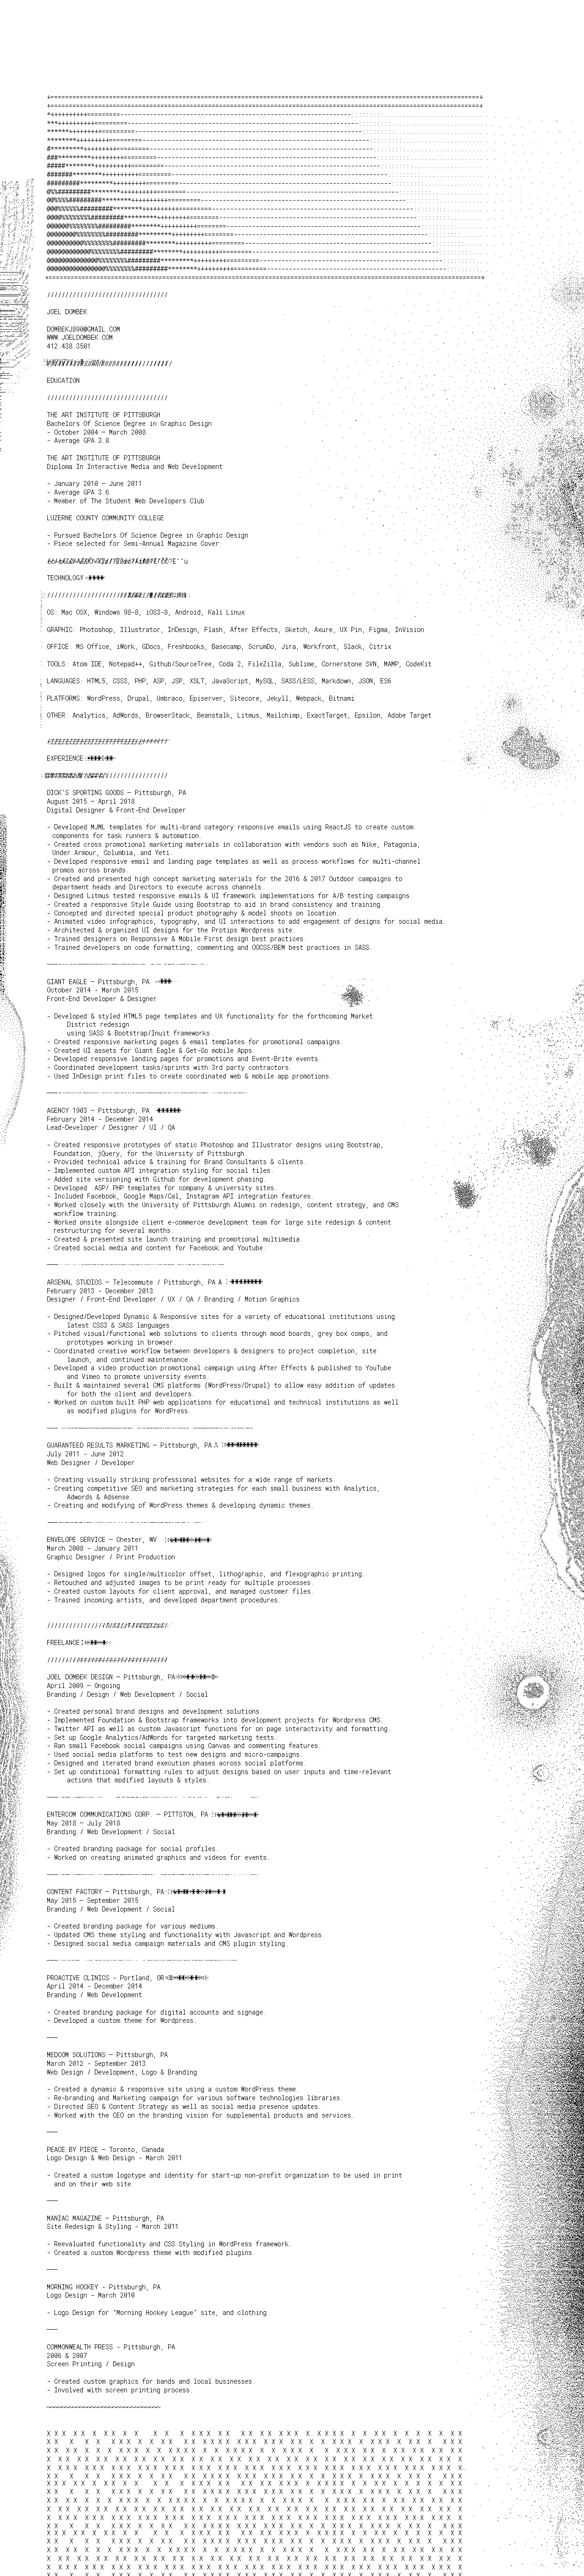 JOEL DOMBEK
DOMBEKJ890@GMAIL.COM
WWW.JOELDOMBEK.COM
412.438.3501
EDUCATION
THE ART INSTITUTE OF PITTSBURGH
Bachelors Of Science Degree in Graphic Design
- October 2004 – March 2008
- Average GPA 3.8
THE ART INSTITUTE OF PITTSBURGH
Diploma In Interactive Media and Web Development
- January 2010 – June 2011
- Average GPA 3.6
- Member of The Student Web Developers Club
LUZERNE COUNTY COMMUNITY COLLEGE
- Pursued Bachelors Of Science Degree in Graphic Design
- Piece selected for Semi-Annual Magazine Cover
TECHNOLOGY
OS: Mac OSX, Windows 98-8, iOS3-8, Android, Kali Linux
GRAPHIC: Photoshop, Illustrator, InDesign, Flash, After Effects, Sketch, Axure, UX Pin, Figma, InVision
OFFICE: MS Office, iWork, GDocs, Freshbooks, Basecamp, ScrumDo, Jira, Workfront, Slack, Citrix
TOOLS: Atom IDE, Notepad++, Github/SourceTree, Coda 2, FileZilla, Sublime, Cornerstone SVN, MAMP, CodeKit
LANGUAGES: HTML5, CSS3, PHP, ASP, JSP, XSLT, JavaScript, MySQL, SASS/LESS, Markdown, JSON, ES6
PLATFORMS: WordPress, Drupal, Umbraco, Episerver, Sitecore, Jekyll, Webpack, Bitnami
OTHER: Analytics, AdWords, BrowserStack, Beanstalk, Litmus, Mailchimp, ExactTarget, Epsilon, Adobe Target
EXPERIENCE
DICK'S SPORTING GOODS – Pittsburgh, PA
August 2015 – April 2018
Digital Designer & Front-End Developer
- Developed MJML templates for multi-brand category responsive emails using ReactJS to create custom
components for task runners & automation.
- Created cross promotional marketing materials in collaboration with vendors such as Nike, Patagonia,
Under Armour, Columbia, and Yeti.
- Developed responsive email and landing page templates as well as process workflows for multi-channel
promos across brands.
- Created and presented high concept marketing materials for the 2016 & 2017 Outdoor campaigns to
department heads and Directors to execute across channels.
- Designed Litmus tested responsive emails & UI framework implementations for A/B testing campaigns.
- Created a responsive Style Guide using Bootstrap to aid in brand consistency and training.
- Concepted and directed special product photography & model shoots on location
- Animated video infographics, typography, and UI interactions to add engagement of designs for social media.
- Architected & organized UI designs for the Protips Wordpress site.
- Trained designers on Responsive & Mobile First design best practices.
- Trained developers on code formatting, commenting and OOCSS/BEM best practices in SASS.
GIANT EAGLE – Pittsburgh, PA
October 2014 - March 2015
Front-End Developer & Designer
- Developed & styled HTML5 page templates and UX functionality for the forthcoming Market
District redesign
using SASS & Bootstrap/Inuit frameworks.
- Created responsive marketing pages & email templates for promotional campaigns.
- Created UI assets for Giant Eagle & Get-Go mobile Apps.
- Developed responsive landing pages for promotions and Event-Brite events.
- Coordinated development tasks/sprints with 3rd party contractors.
- Used InDesign print files to create coordinated web & mobile app promotions.
AGENCY 1903 – Pittsburgh, PA
February 2014 - December 2014
Lead-Developer / Designer / UI / QA
- Created responsive prototypes of static Photoshop and Illustrator designs using Bootstrap,
Foundation, jQuery, for the University of Pittsburgh.
- Provided technical advice & training for Brand Consultants & clients.
- Implemented custom API integration styling for social tiles.
- Added site versioning with Github for development phasing.
- Developed .ASP/ PHP templates for company & university sites.
- Included Facebook, Google Maps/Cal, Instagram API integration features.
- Worked closely with the University of Pittsburgh Alumni on redesign, content strategy, and CMS
workflow training.
- Worked onsite alongside client e-commerce development team for large site redesign & content
restructuring for several months.
- Created & presented site launch training and promotional multimedia.
- Created social media and content for Facebook and Youtube.
ARSENAL STUDIOS – Telecommute / Pittsburgh, PA
February 2013 - December 2013
Designer / Front-End Developer / UX / QA / Branding / Motion Graphics
- Designed/Developed Dynamic & Responsive sites for a variety of educational institutions using
latest CSS3 & SASS languages.
- Pitched visual/functional web solutions to clients through mood boards, grey box comps, and
prototypes working in browser.
- Coordinated creative workflow between developers & designers to project completion, site
launch, and continued maintenance.
- Developed a video production promotional campaign using After Effects & published to YouTube
and Vimeo to promote university events.
- Built & maintained several CMS platforms (WordPress/Drupal) to allow easy addition of updates
for both the client and developers.
- Worked on custom built PHP web applications for educational and technical institutions as well
as modified plugins for WordPress.
GUARANTEED RESULTS MARKETING – Pittsburgh, PA
July 2011 - June 2012
Web Designer / Developer
- Creating visually striking professional websites for a wide range of markets.
- Creating competitive SEO and marketing strategies for each small business with Analytics,
Adwords & Adsense.
- Creating and modifying of WordPress themes & developing dynamic themes.
ENVELOPE SERVICE – Chester, WV
March 2008 - January 2011
Graphic Designer / Print Production
- Designed logos for single/multicolor offset, lithographic, and flexographic printing.
- Retouched and adjusted images to be print ready for multiple processes.
- Created custom layouts for client approval, and managed customer files.
- Trained incoming artists, and developed department procedures.
FREELANCE
JOEL DOMBEK DESIGN – Pittsburgh, PA
April 2009 – Ongoing
Branding / Design / Web Development / Social
- Created personal brand designs and development solutions.
- Implemented Foundation & Bootstrap frameworks into development projects for Wordpress CMS.
- Twitter API as well as custom Javascript functions for on page interactivity and formatting.
- Set up Google Analytics/AdWords for targeted marketing tests.
- Ran small Facebook social campaigns using Canvas and commenting features.
- Used social media platforms to test new designs and micro-campaigns.
- Designed and iterated brand execution phases across social platforms.
- Set up conditional formatting rules to adjust designs based on user inputs and time-relevant
actions that modified layouts & styles.
ENTERCOM COMMUNICATIONS CORP. – PITTSTON, PA
May 2018 – July 2018
Branding / Web Development / Social
- Created branding package for social profiles.
- Worked on creating animated graphics and videos for events.
CONTENT FACTORY – Pittsburgh, PA
May 2015 – September 2015
Branding / Web Development / Social
- Created branding package for various mediums.
- Updated CMS theme styling and functionality with Javascript and Wordpress.
- Designed social media campaign materials and CMS plugin styling.
PROACTIVE CLINICS - Portland, OR
April 2014 - December 2014
Branding / Web Development
- Created branding package for digital accounts and signage.
- Developed a custom theme for Wordpress.
MEDCOM SOLUTIONS – Pittsburgh, PA
March 2012 - September 2013
Web Design / Development, Logo & Branding
- Created a dynamic & responsive site using a custom WordPress theme.
- Re-branding and Marketing campaign for various software technologies libraries.
- Directed SEO & Content Strategy as well as social media presence updates.
- Worked with the CEO on the branding vision for supplemental products and services.
PEACE BY PIECE – Toronto, Canada
Logo Design & Web Design - March 2011
- Created a custom logotype and identity for start-up non-profit organization to be used in print
and on their web site.
MANIAC MAGAZINE – Pittsburgh, PA
Site Redesign & Styling - March 2011
- Reevaluated functionality and CSS Styling in WordPress framework.
- Created a custom Wordpress theme with modified plugins.
MORNING HOCKEY - Pittsburgh, PA
Logo Design - March 2010
- Logo Design for "Morning Hockey League" site, and clothing.
COMMONWEALTH PRESS - Pittsburgh, PA
2006 & 2007
Screen Printing / Design
- Created custom graphics for bands and local businesses.
- Involved with screen printing process.